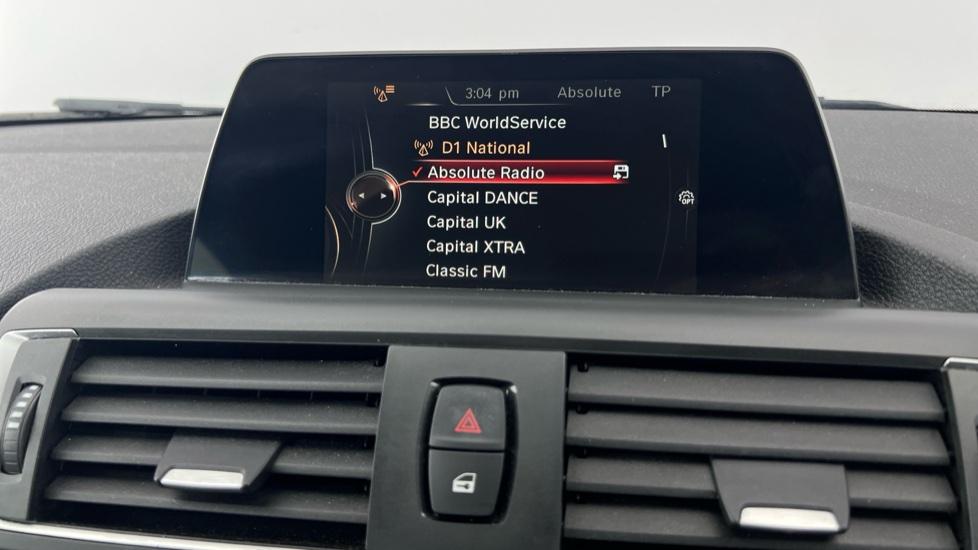 3:04 pm Absolute TP
BBC WorldService
D1 National
Absolute Radio
Capital DANCE
OPT
Capital UK
Capital XTRA
Classic FM